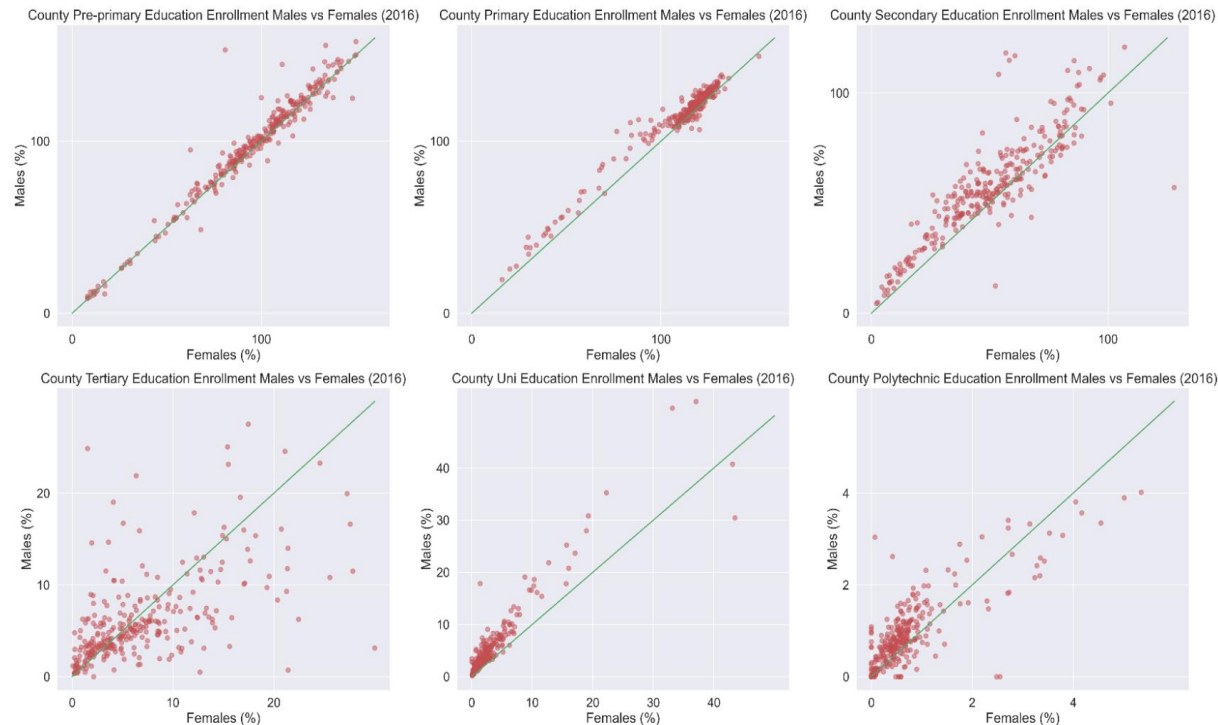 County Pre-primary Education Enrollment Males vs Females (2016)
County Primary Education Enrollment Males vs Females (2016)
County Secondary Education Enrollment Males vs Females (2016)
Males (%)
100
0
0
100
Females (%)
Males (%)
100
0
0
100
Females (%)
Males (%)
100
0
0
100
Females (%)
County Tertiary Education Enrollment Males vs Females (2016)
County Uni Education Enrollment Males vs Females (2016)
County Polytechnic Education Enrollment Males vs Females (2016)
Males (%)
20
10
0
0
10
20
Females (%)
Males (%)
40
30
20
10
0
0
10
20
30
40
Females (%)
Males (%)
4
2
0
0
2
4
Females (%)